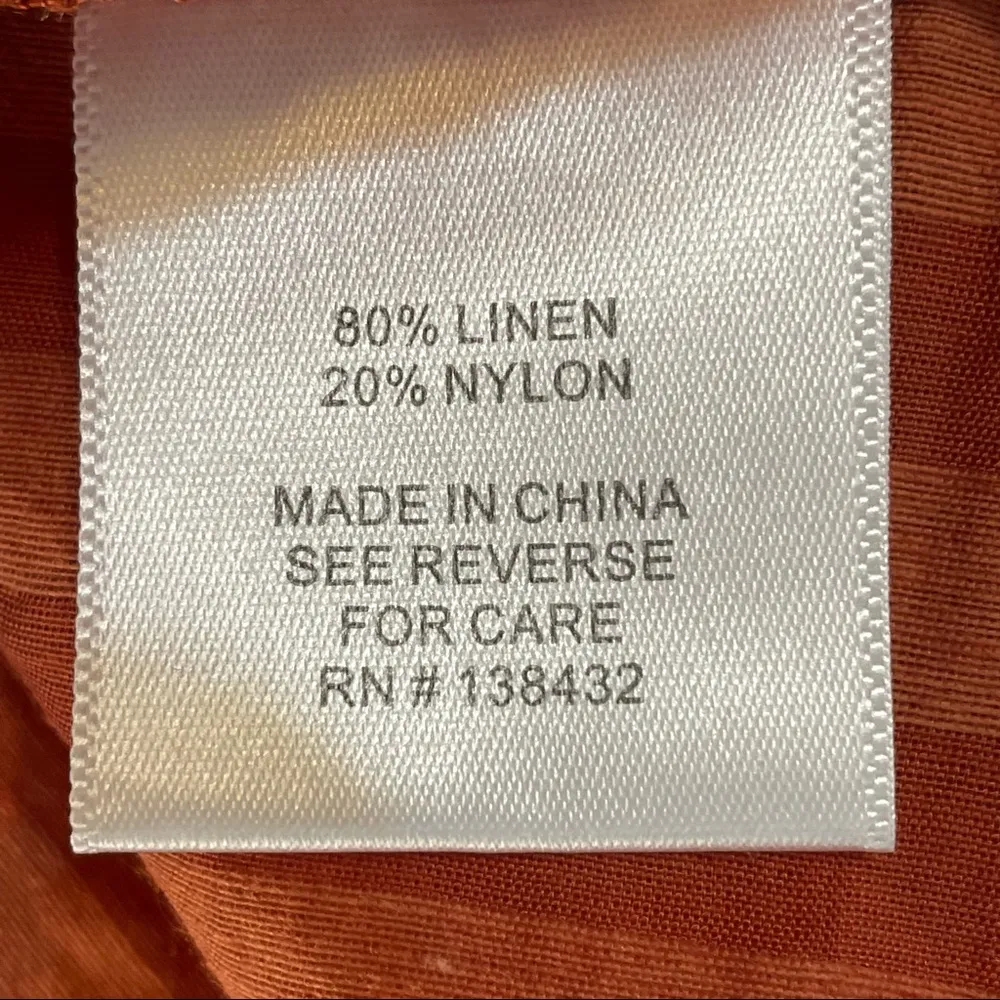 80% LINEN
20% NYLON
MADE IN CHINA
SEE REVERSE
FOR CARE
RN # 138432